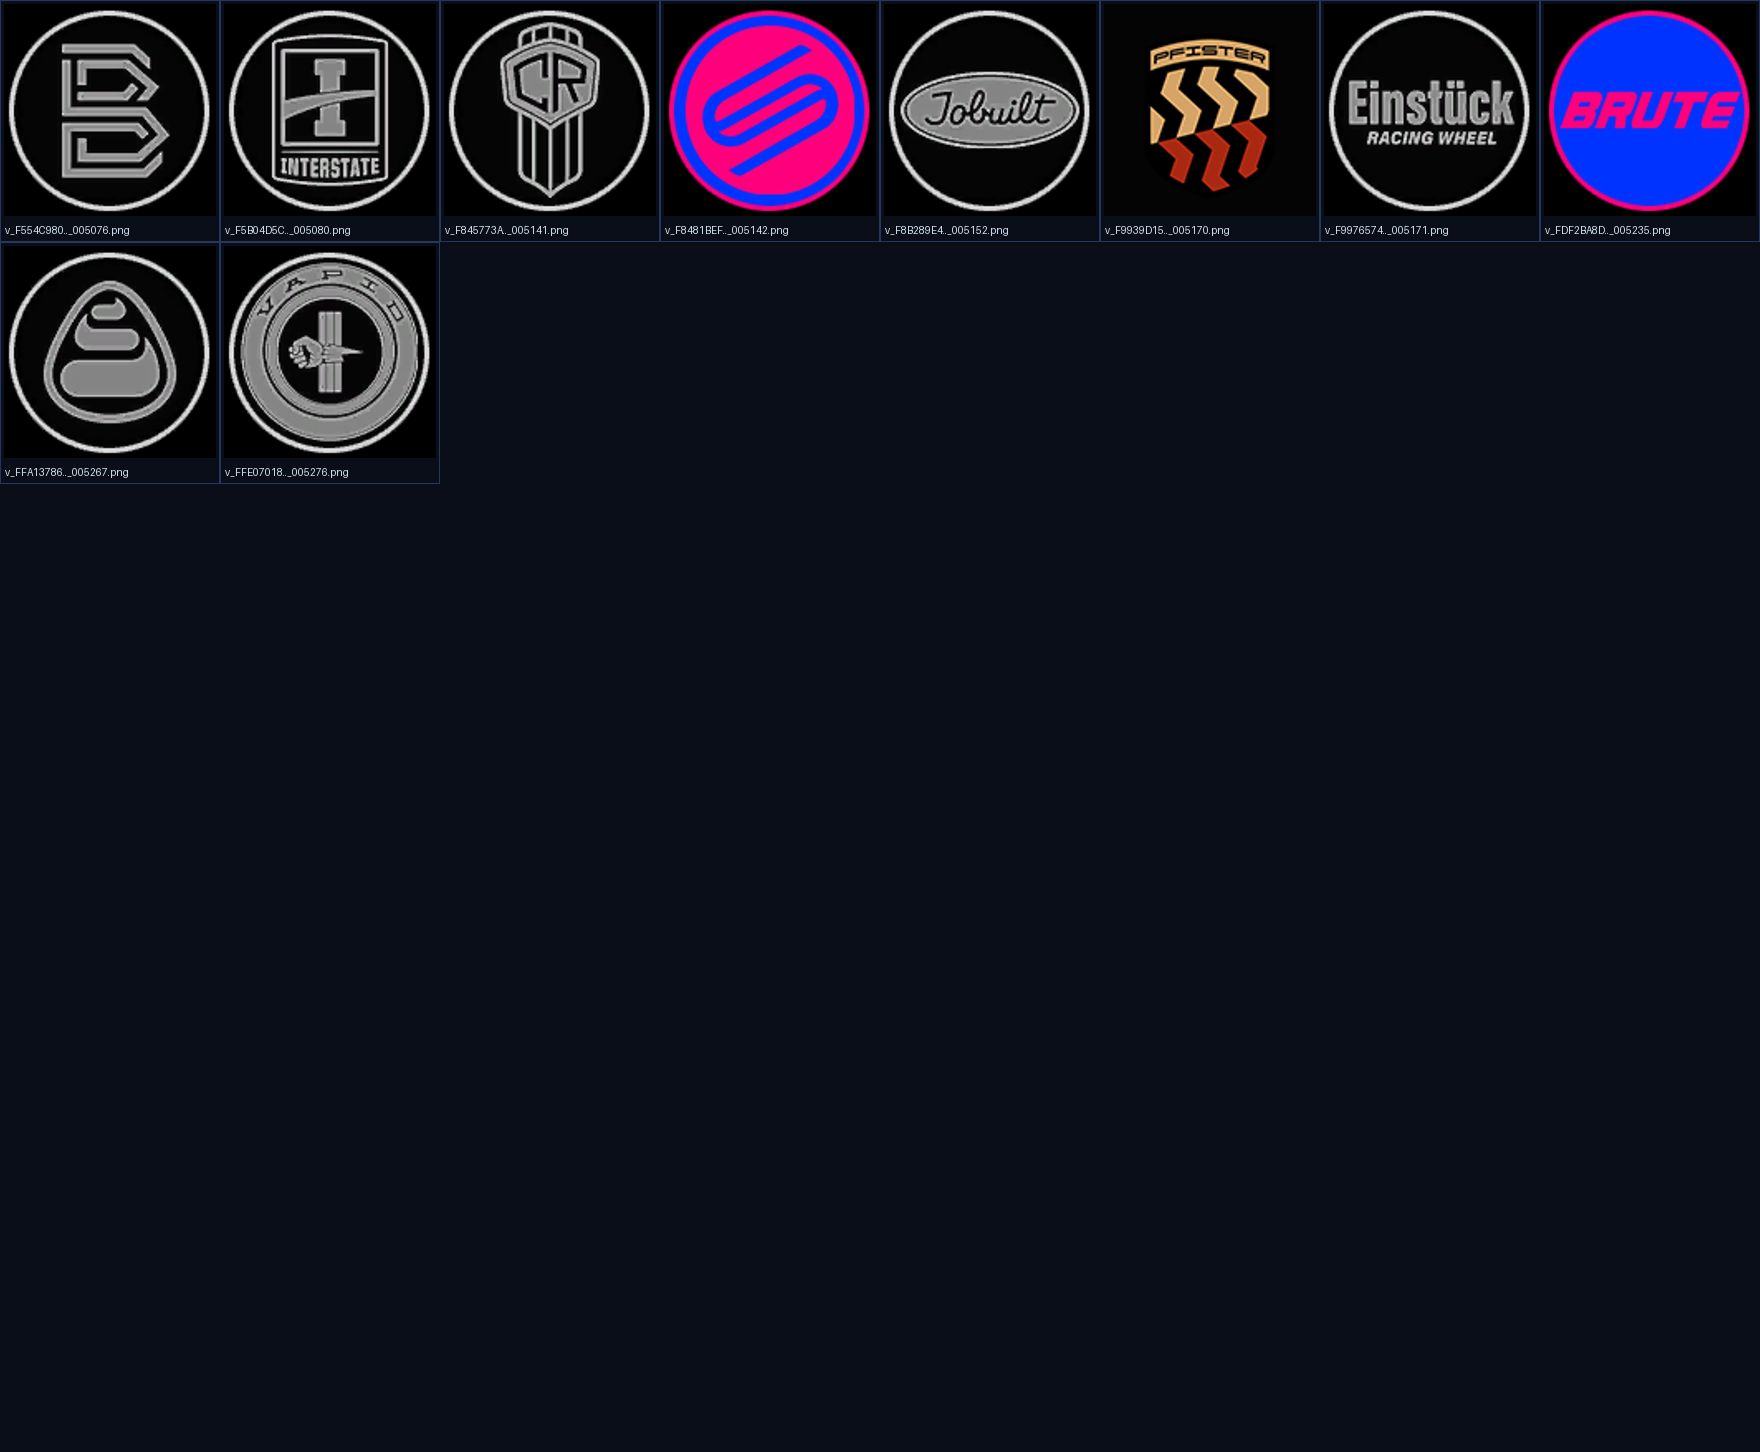 INTERSTATE
CR
Jobuilt
PFISTER
Einstück
RACING WHEEL
BRUTE
v_F554C980.._005076.png
v_F5B04D5C.._005080.png
v_F845773A.._005141.png
v_F8481BEF.._005142.png
v_F8B289E4.._005152.png
v_F9939D15.._005170.png
v_F9976574.._005171.png
v_FDF2BA8D.._005235.png
VAPID
v_FFA13786.._005267.png
v_FFE07018.._005276.png